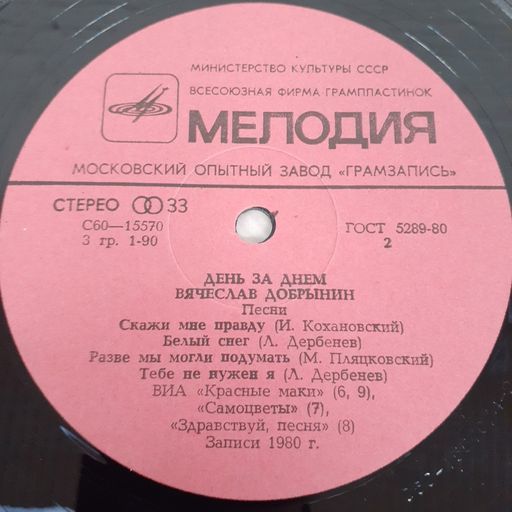 МИНИСТЕРСТВО КУЛЬТУРЫ СССР
ВСЕСОЮЗНАЯ ФИРМА ГРАМПЛАСТИНОК
МЕЛОДИЯ
МОСКОВСКИЙ ОПЫТНЫЙ ЗАВОД «ГРАМЗАПИСЬ»
СТЕРЕО 33
С60—15570 ГОСТ 5289-80
3 гр. 1-90 2
ДЕНЬ ЗА ДНЕМ
ВЯЧЕСЛАВ ДОБРЫНИН
Песни
Скажи мне правду (И. Кохановский)
Белый снег (Л. Дербенев)
Разве мы могли подумать (М. Пляцковский)
Тебе не нужен я (Л. Дербенев)
ВИА «Красные маки» (6, 9),
«Самоцветы» (7),
«Здравствуй, песня» (8)
Записи 1980 г.